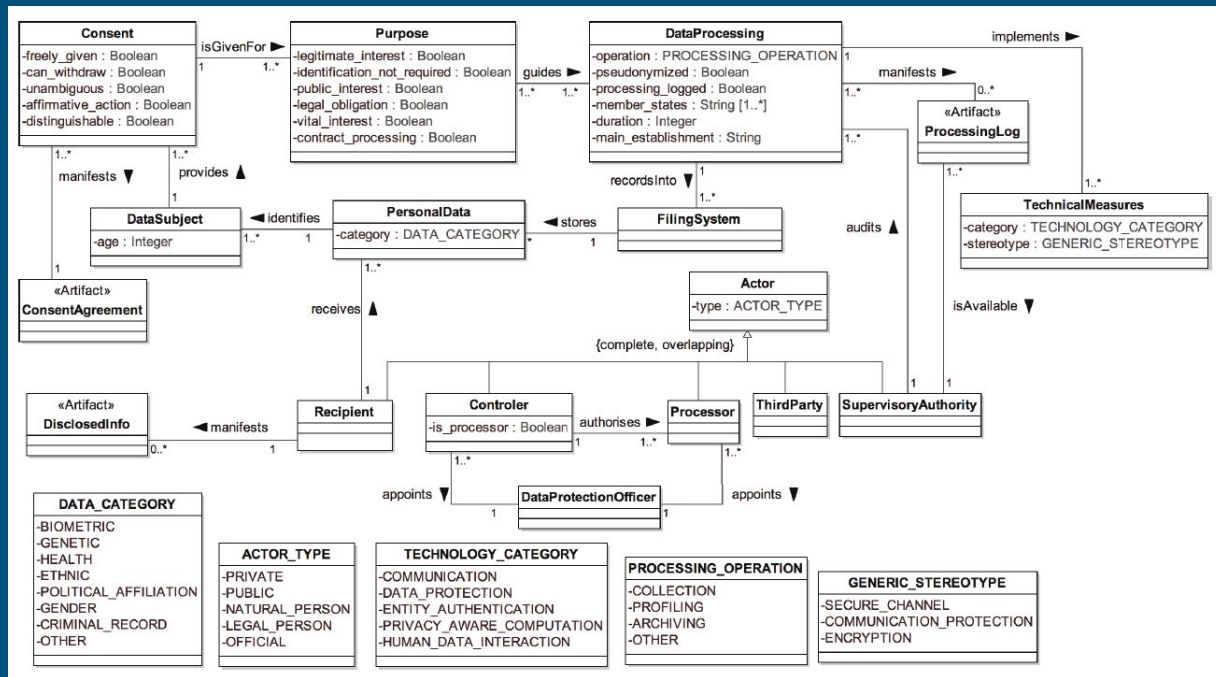 Consent
-freely_given : Boolean
-can_withdraw : Boolean
-unambiguous : Boolean
-affirmative_action : Boolean
-distinguishable : Boolean
isGivenFor ▶
1
1..*
Purpose
-legitimate_interest : Boolean
-identification_not_required : Boolean
-public_interest : Boolean
-legal_obligation : Boolean
-vital_interest : Boolean
-contract_processing : Boolean
guides ▶
1..*
1..*
DataProcessing
-operation : PROCESSING_OPERATION
-pseudonymized : Boolean
-processing_logged : Boolean
-member_states : String [1..*]
-duration : Integer
-main_establishment : String
implements ▶
1
1..*
manifests ▶
1..*
0..*
«Artifact»
ProcessingLog
1..*
1..*
manifests ▼
1
1..*
provides ▲
1
recordsInto ▼
1
1..*
1..*
audits ▲
1
TechnicalMeasures
-category : TECHNOLOGY_CATEGORY
-stereotype : GENERIC_STEREOTYPE
DataSubject
-age : Integer
◀ identifies
1..*
1
PersonalData
-category : DATA_CATEGORY
◀ stores
*
1
FilingSystem
«Artifact»
ConsentAgreement
1..*
receives ▲
1
Actor
-type : ACTOR_TYPE
{complete, overlapping}
isAvailable ▼
1
«Artifact»
DisclosedInfo
◀ manifests
0..*
1
Recipient
Controler
-is_processor : Boolean
authorises ▶
1
1..*
Processor
ThirdParty
SupervisoryAuthority
1..*
appoints ▼
1
DataProtectionOfficer
1..*
appoints ▼
1
DATA_CATEGORY
-BIOMETRIC
-GENETIC
-HEALTH
-ETHNIC
-POLITICAL_AFFILIATION
-GENDER
-CRIMINAL_RECORD
-OTHER
ACTOR_TYPE
-PRIVATE
-PUBLIC
-NATURAL_PERSON
-LEGAL_PERSON
-OFFICIAL
TECHNOLOGY_CATEGORY
-COMMUNICATION
-DATA_PROTECTION
-ENTITY_AUTHENTICATION
-PRIVACY_AWARE_COMPUTATION
-HUMAN_DATA_INTERACTION
PROCESSING_OPERATION
-COLLECTION
-PROFILING
-ARCHIVING
-OTHER
GENERIC_STEREOTYPE
-SECURE_CHANNEL
-COMMUNICATION_PROTECTION
-ENCRYPTION